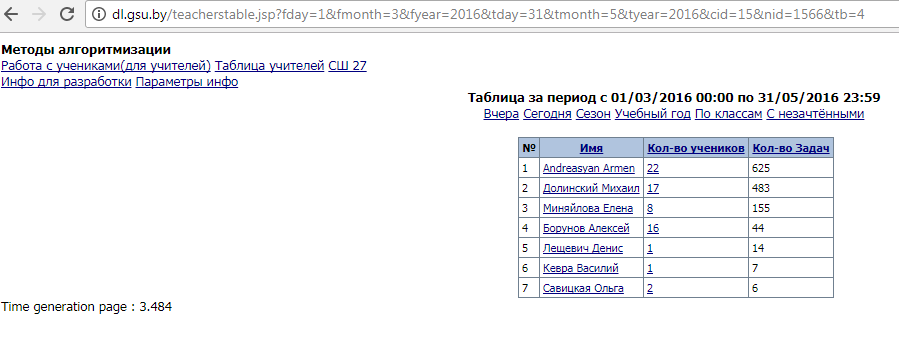 dl.gsu.by/teacherstable.jsp?fday=1&fmonth=3&fyear=2016&tday=31&tmonth=5&tyear=2016&cid=15&nid=1566&tb=4
Методы алгоритмизации
Работа с учениками(для учителей) Таблица учителей СШ 27
Инфо для разработки Параметры инфо
Таблица за период с 01/03/2016 00:00 по 31/05/2016 23:59
Вчера Сегодня Сезон Учебный год По классам С незачтёнными
№ Имя Кол-во учеников Кол-во Задач
1 Andreasyan Armen 22 625
2 Долинский Михаил 17 483
3 Миняйлова Елена 8 155
4 Борунов Алексей 16 44
5 Лещевич Денис 1 14
6 Кевра Василий 1 7
7 Савицкая Ольга 2 6
Time generation page : 3.484